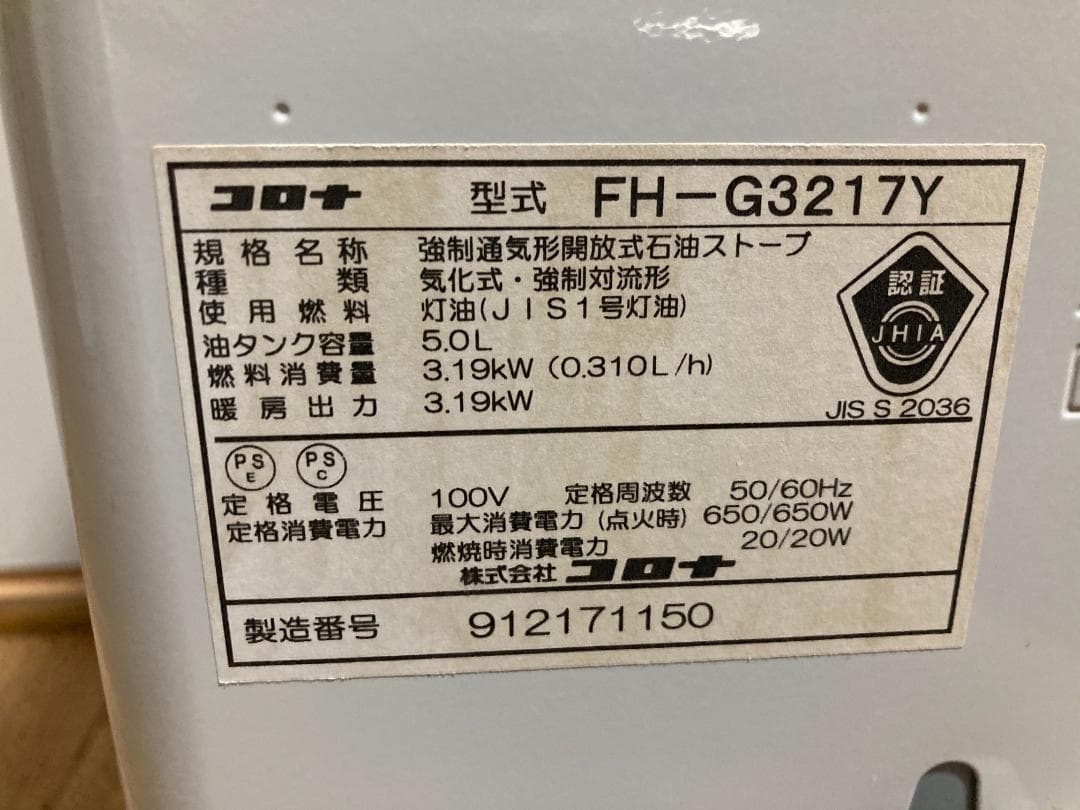 コロナ 型式 FH-G3217Y
規格名称 強制通気形開放式石油ストーブ
種類 気化式・強制対流形
使用燃料 灯油(JIS1号灯油)
油タンク容量 5.0L
燃料消費量 3.19kW (0.310L/h)
暖房出力 3.19kW
認証
JHIA
JIS S 2036
PS E PS C
定格電圧 100V 定格周波数 50/60Hz
定格消費電力 最大消費電力(点火時) 650/650W
燃焼時消費電力 20/20W
株式会社 コロナ
製造番号 912171150